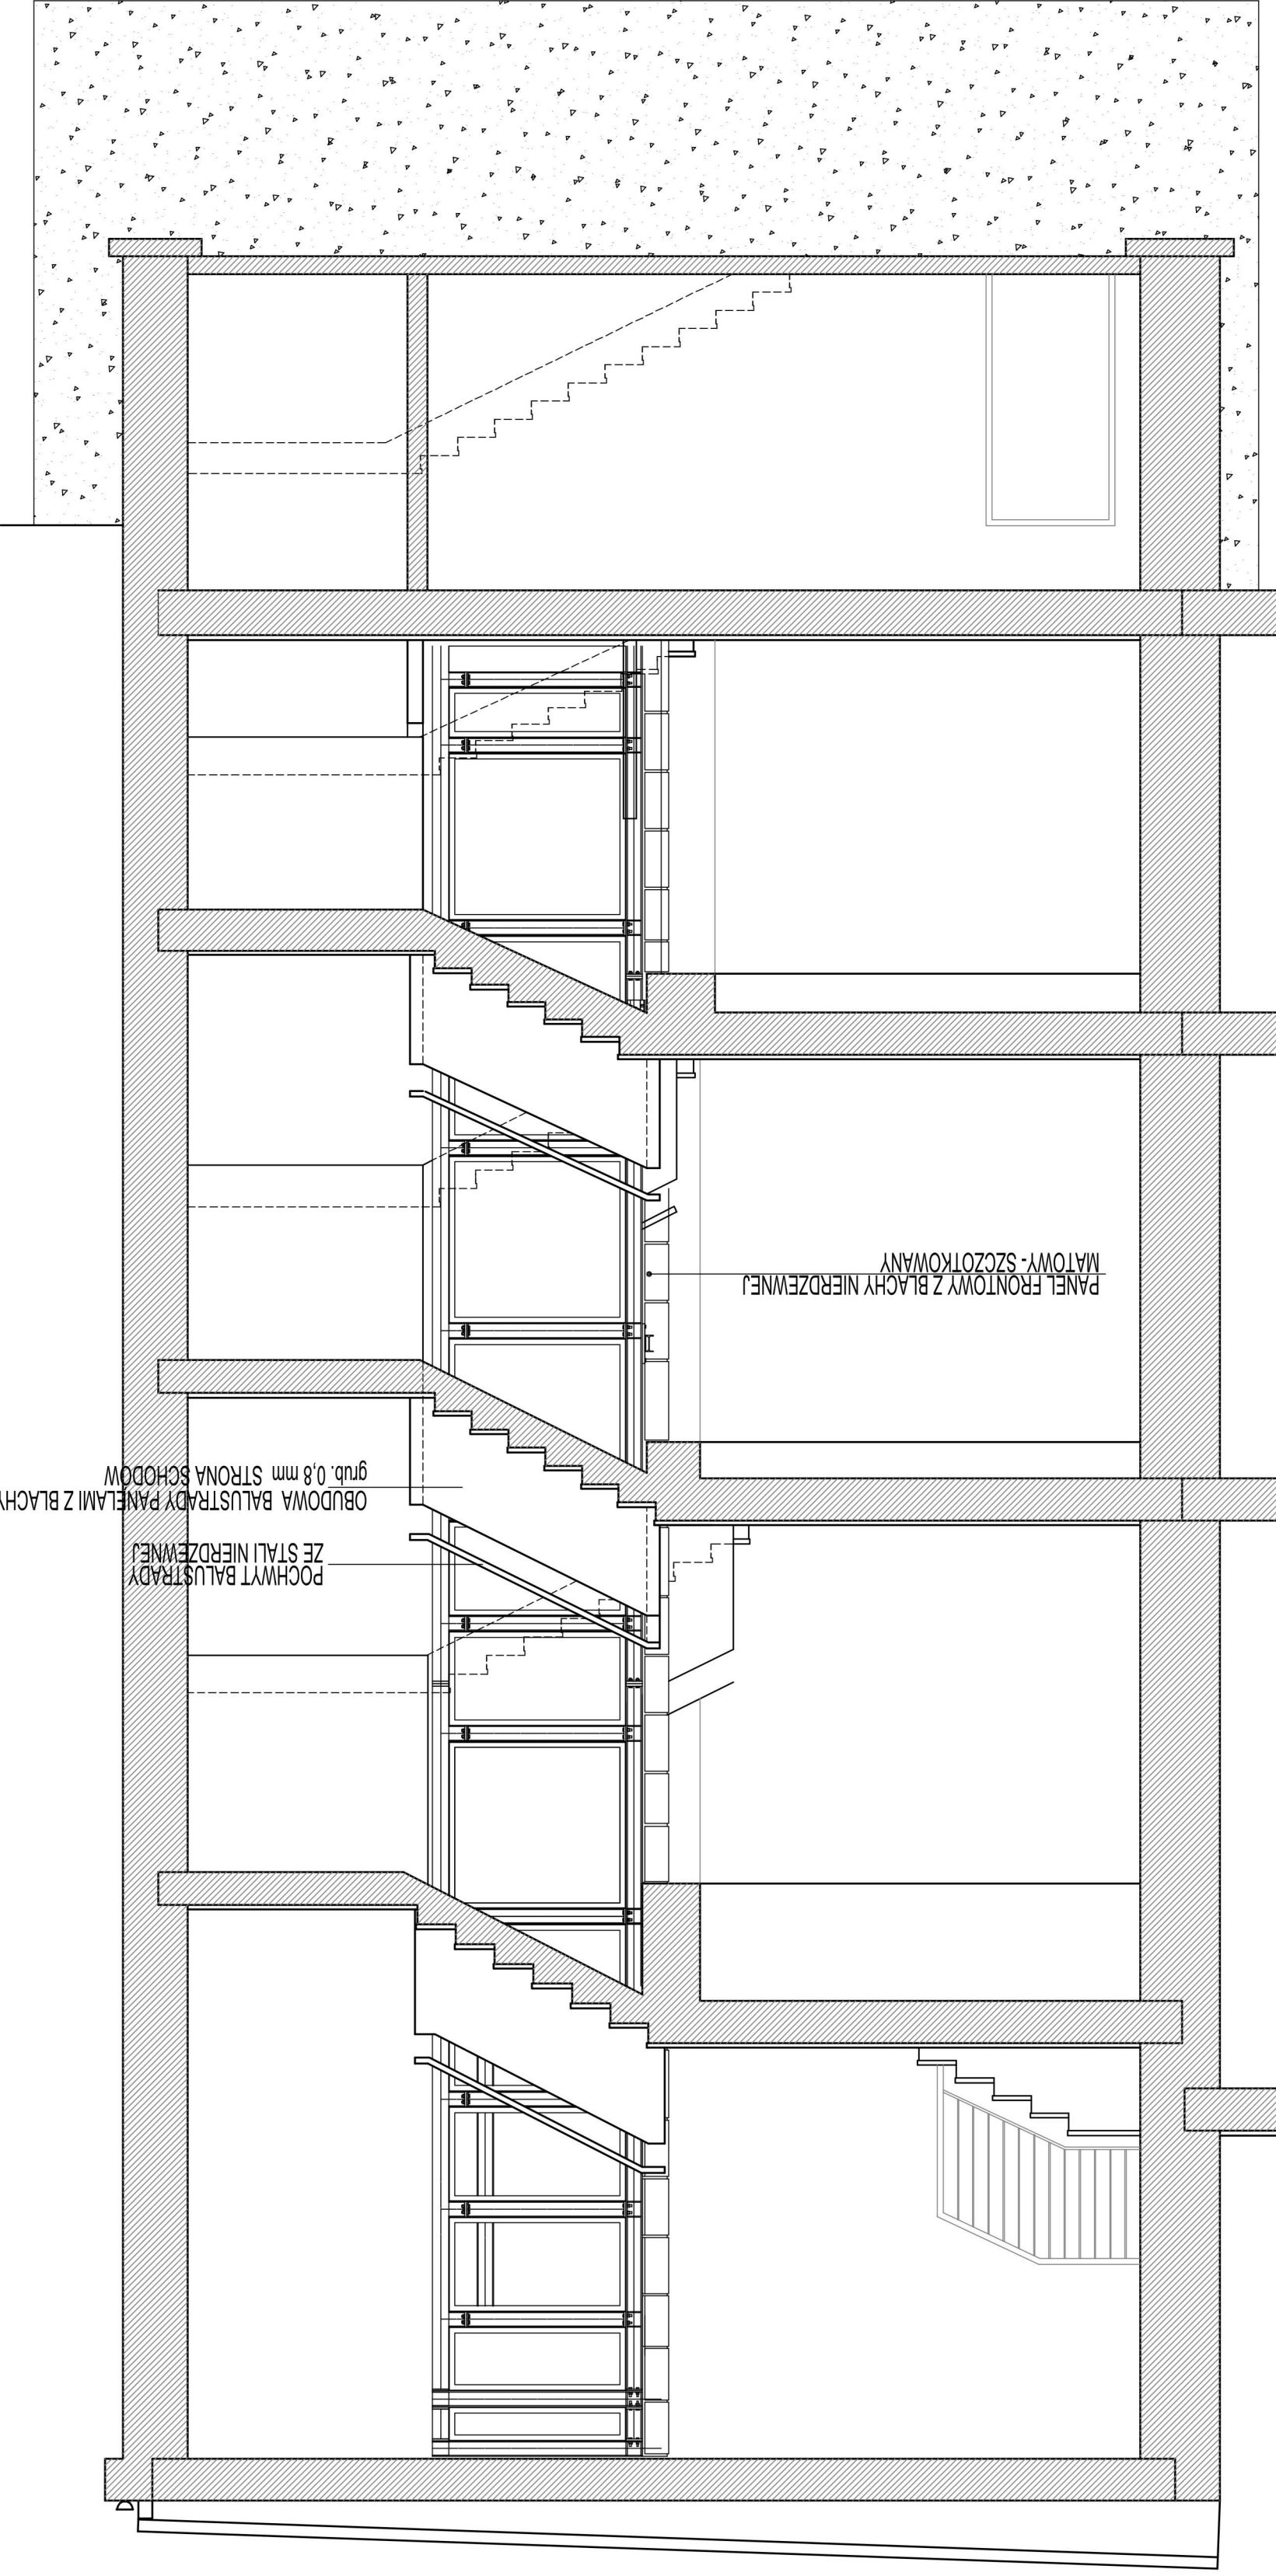 POCHWYT BALUSTRADY
ZE STALI NIERDZEWNEJ
OBUDOWA BALUSTRADY PANELAMI Z BLACHY
grub. 0,8 mm STRONA SCHODÓW
PANEL FRONTOWY Z BLACHY NIERDZEWNEJ
MATOWY- SZCZOTKOWANY